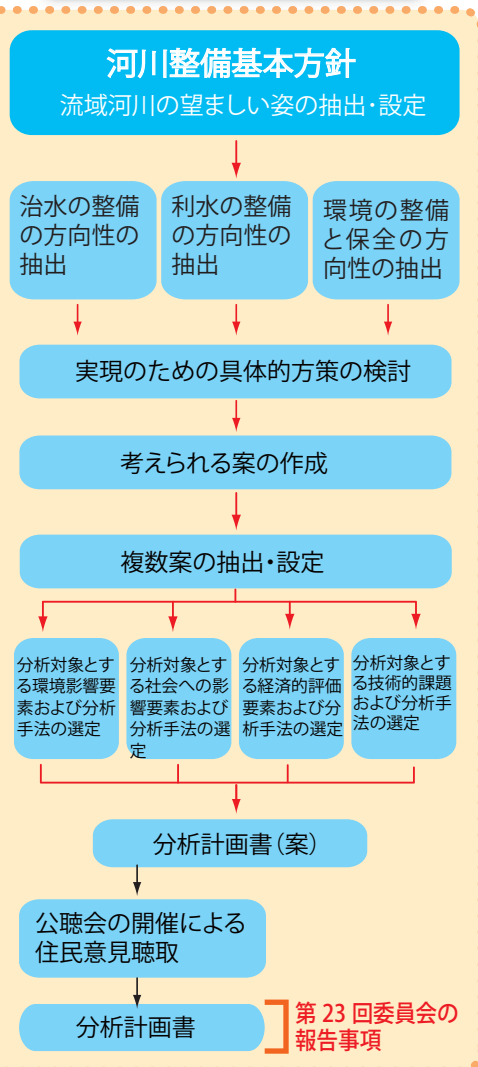 河川整備基本方針
流域河川の望ましい姿の抽出・設定
治水の整備
の方向性の
抽出
利水の整備
の方向性の
抽出
環境の整備
と保全の方
向性の抽出
実現のための具体的方策の検討
考えられる案の作成
複数案の抽出・設定
分析対象とす
る環境影響要
素および分析
手法の選定
分析対象とす
る社会への影
響要素および
分析手法の選
定
分析対象とす
る経済的評価
要素および分
析手法の選定
分析対象とす
る技術的課題
および分析手
法の選定
分析計画書（案）
公聴会の開催による
住民意見聴取
分析計画書
第 23 回委員会の
報告事項